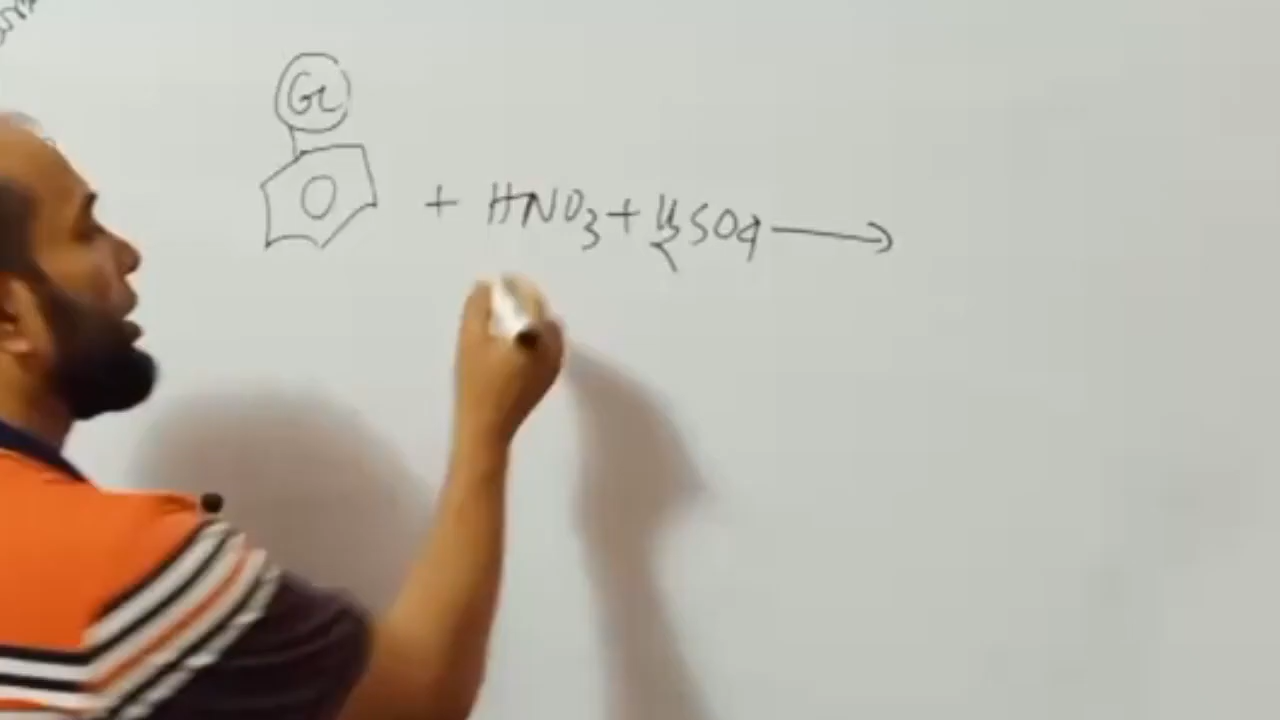 G
+ HNO3 + H2SO4 →